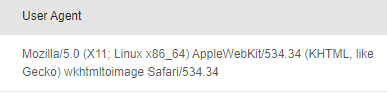 User Agent
Mozilla/5.0 (X11; Linux x86_64) AppleWebKit/534.34 (KHTML, like
Gecko) wkhtmltoimage Safari/534.34